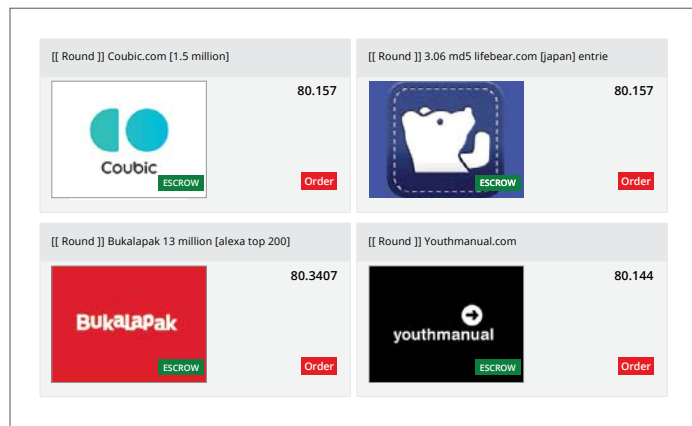 [[ Round ]] Coubic.com [1.5 million]
80.157
Coubic
ESCROW
Order
[[ Round ]] 3.06 md5 lifebear.com [japan] entrie
80.157
ESCROW
Order
[[ Round ]] Bukalapak 13 million [alexa top 200]
80.3407
BukaLapak
ESCROW
Order
[[ Round ]] Youthmanual.com
80.144
youthmanual
ESCROW
Order